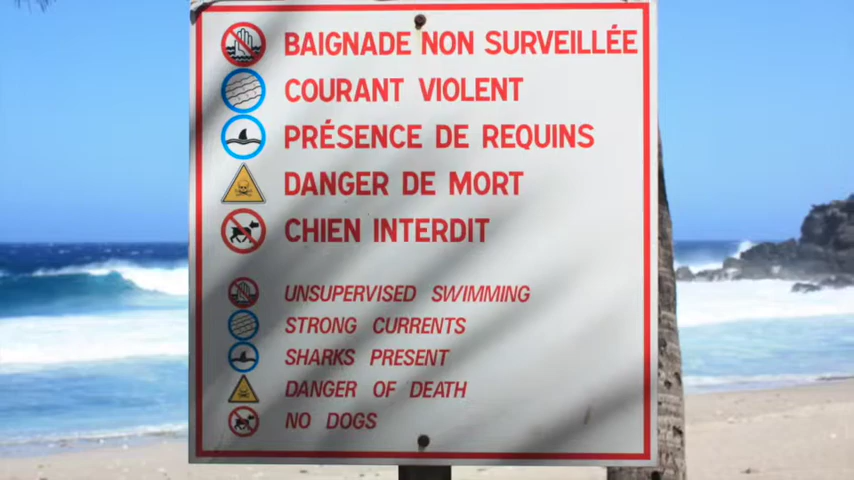 BAIGNADE NON SURVEILLÉE
COURANT VIOLENT
PRÉSENCE DE REQUINS
DANGER DE MORT
CHIEN INTERDIT
UNSUPERVISED SWIMMING
STRONG CURRENTS
SHARKS PRESENT
DANGER OF DEATH
NO DOGS